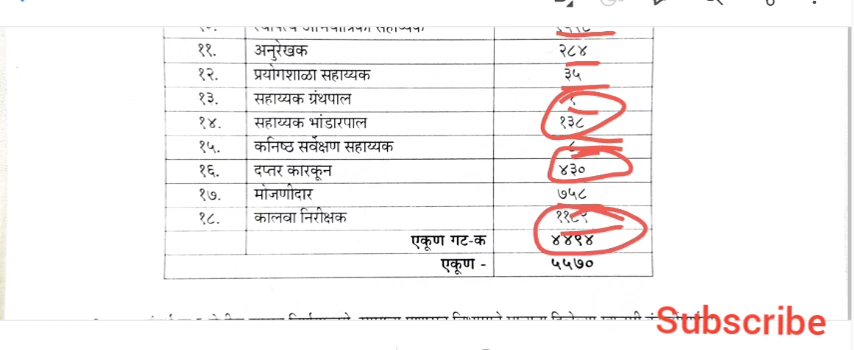 ११. अनुरेखक २८४
१२. प्रयोगशाळा सहाय्यक ३५
१३. सहाय्यक ग्रंथपाल
१४. सहाय्यक भांडारपाल १३८
१५. कनिष्ठ सर्वेक्षण सहाय्यक
१६. दप्तर कारकून ४३०
१७. मोजणीदार ७५८
१८. कालवा निरीक्षक
एकूण गट-क ४४९४
एकूण - ५५७०
Subscribe